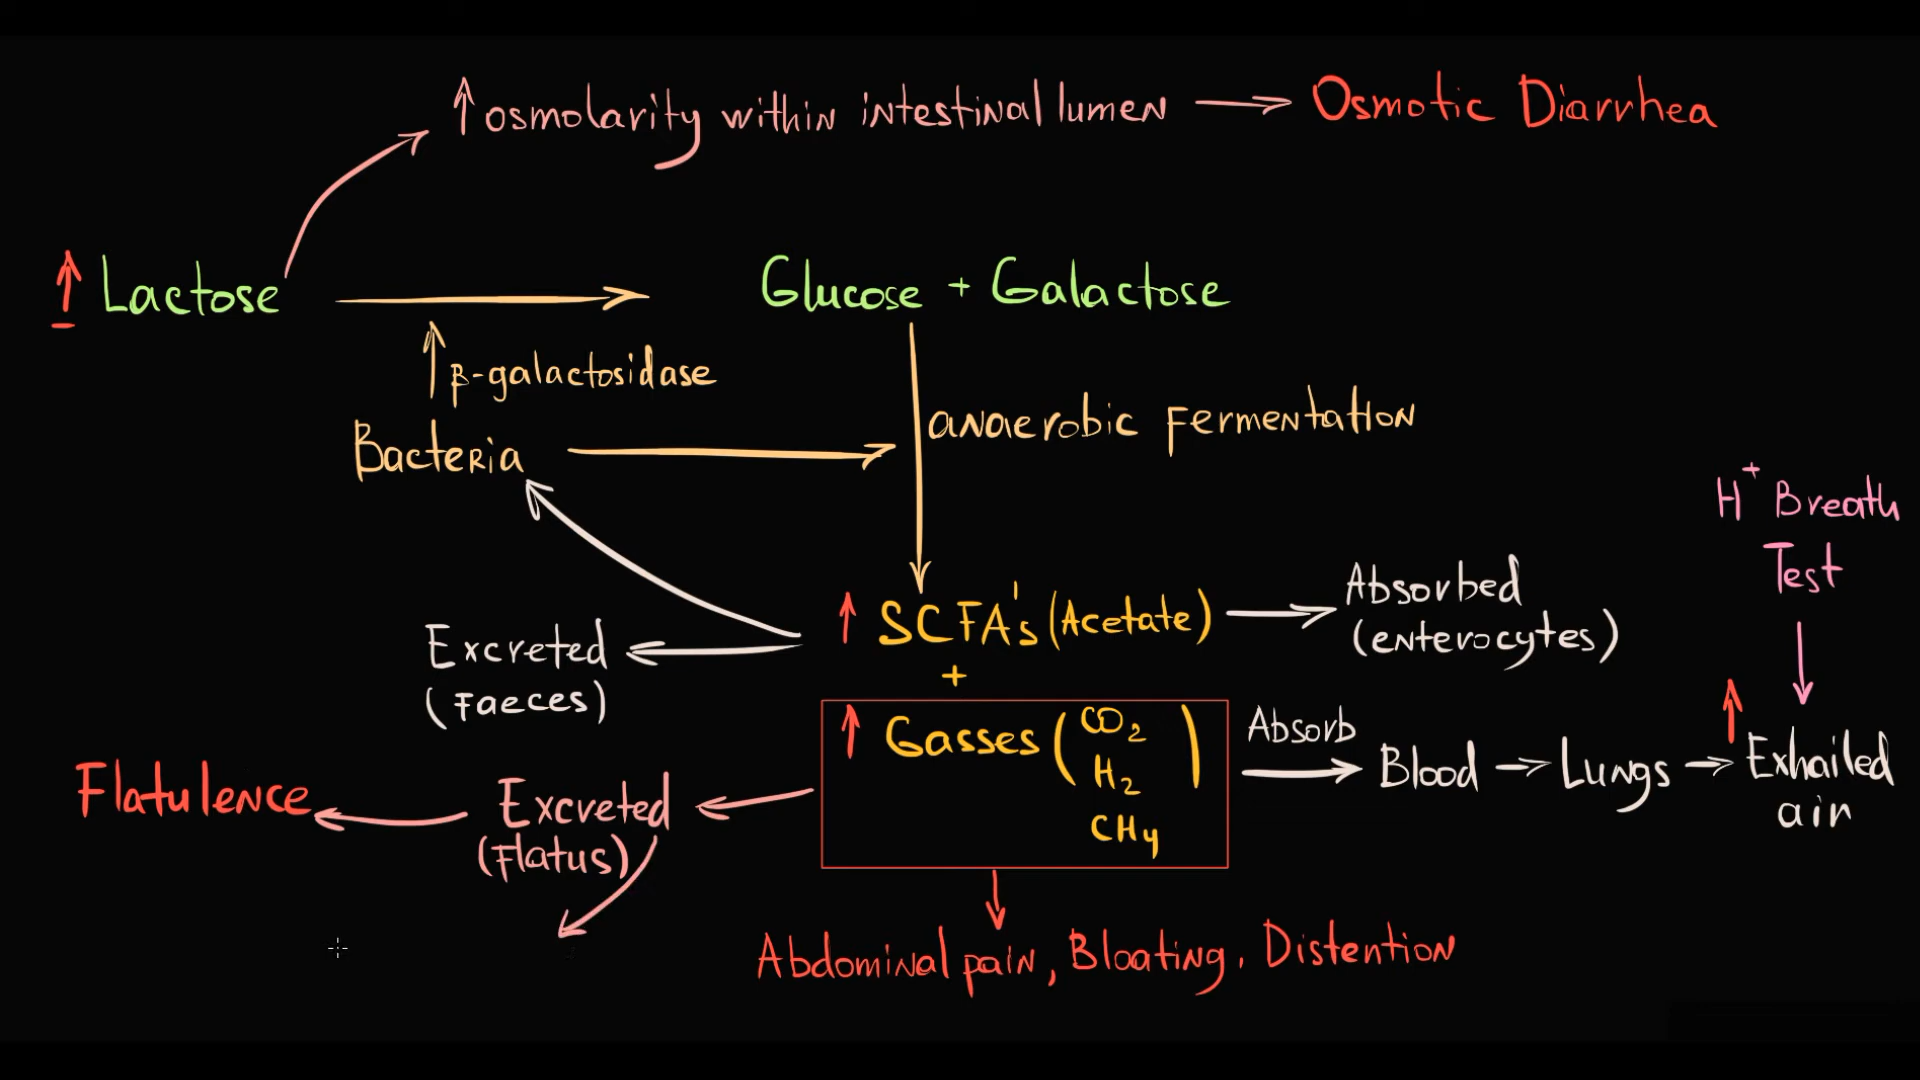 ↑ osmolarity within intestinal lumen → Osmotic Diarrhea
↑ Lactose → Glucose + Galactose
↑ β-galactosidase
Bacteria → anaerobic Fermentation
H⁺ Breath
Test
↑ SCFA's (Acetate) → Absorbed
(enterocytes)
Excreted
(Faeces)
+
↑ Gasses (CO₂
H₂
CH₄)
Absorb
→ Blood → Lungs → ↑ Exhailed
air
Excreted
(Flatus)
Flatulence
Abdominal pain, Bloating, Distention